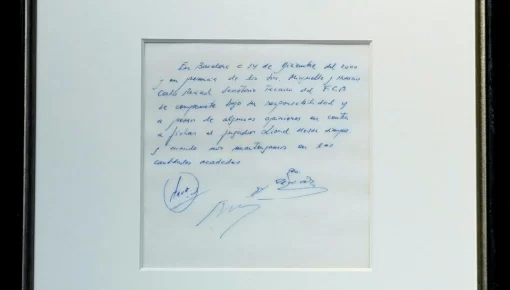 En Barcelona a 14 de diciembre del 2000
y en presencia de los Srs Minguella y Horacio
Carles Rexach Secretario Técnico del F.C.B
se compromete bajo su responsabilidad y
a pesar de algunas opiniones en contra
a fichar al jugador Lionel Messi siempre
y cuando nos mantengamos en las
cantidades acordadas